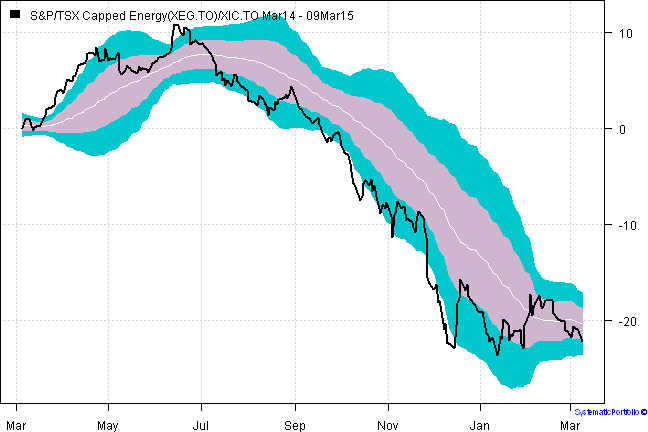 S&P/TSX Capped Energy(XEG.TO)/XIC.TO Mar14 - 09Mar15
10
0
-10
-20
Mar May Jul Sep Nov Jan Mar
SystematicPortfolio ©